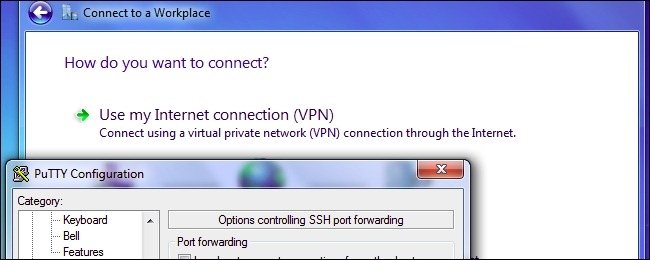 Connect to a Workplace
How do you want to connect?
Use my Internet connection (VPN)
Connect using a virtual private network (VPN) connection through the Internet.
PuTTY Configuration
Category:
Keyboard
Bell
Features
Options controlling SSH port forwarding
Port forwarding